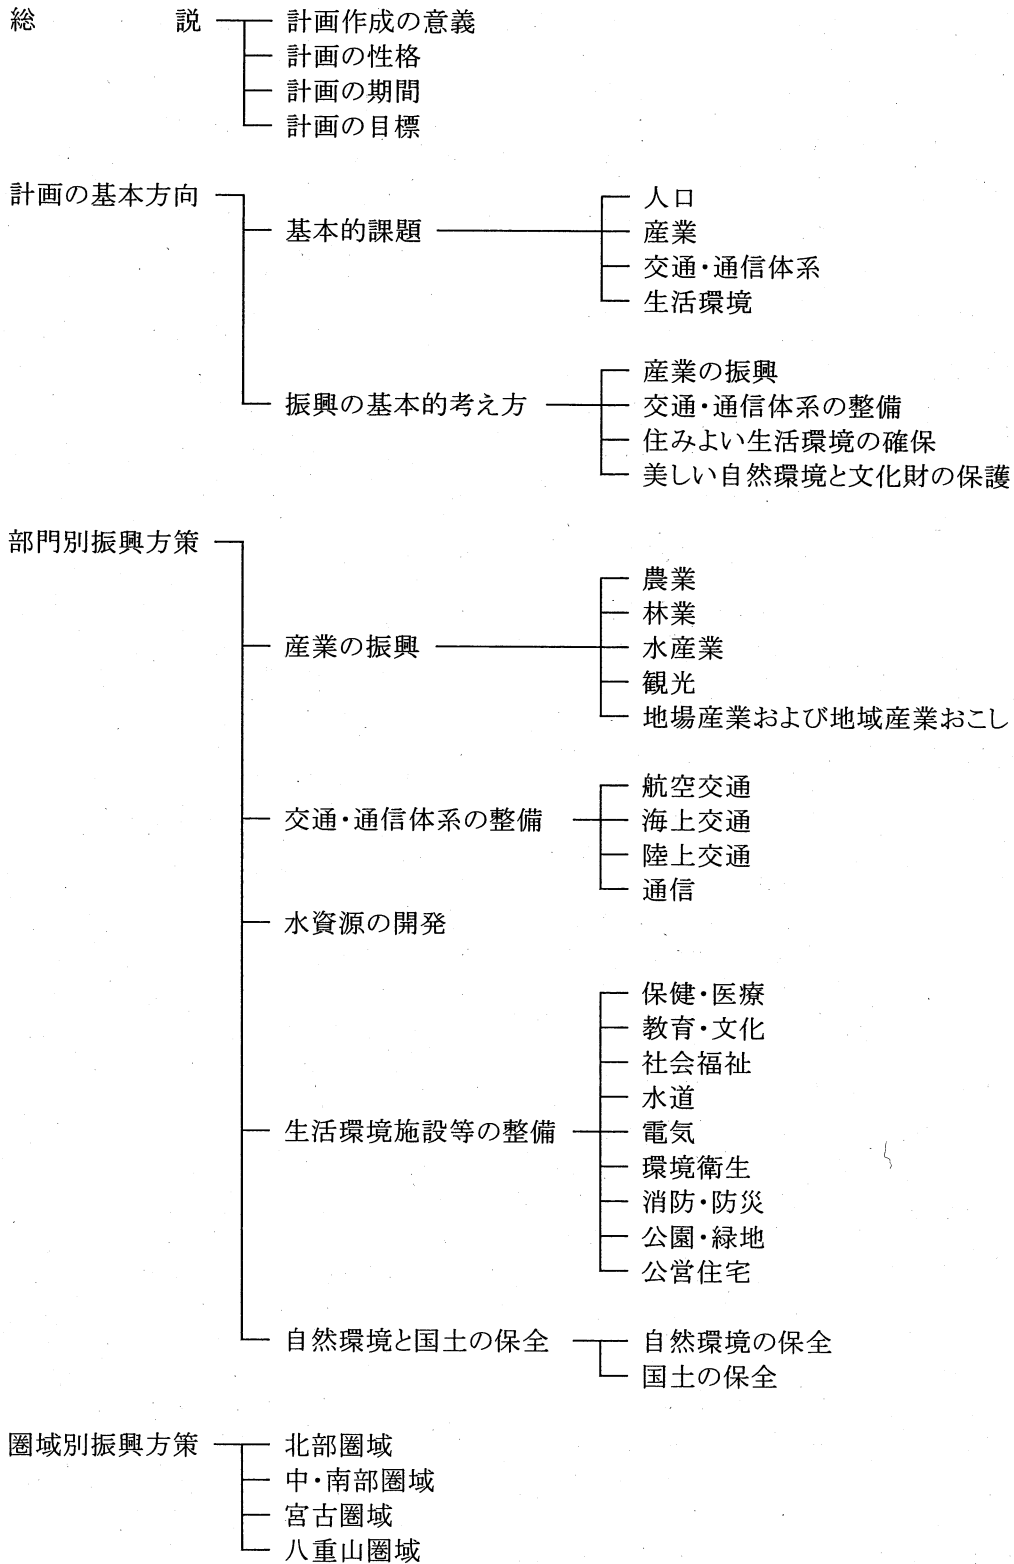 総説
計画作成の意義
計画の性格
計画の期間
計画の目標
計画の基本方向
基本的課題
人口
産業
交通・通信体系
生活環境
振興の基本的考え方
産業の振興
交通・通信体系の整備
住みよい生活環境の確保
美しい自然環境と文化財の保護
部門別振興方策
産業の振興
農業
林業
水産業
観光
地場産業および地域産業おこし
交通・通信体系の整備
航空交通
海上交通
陸上交通
通信
水資源の開発
生活環境施設等の整備
保健・医療
教育・文化
社会福祉
水道
電気
環境衛生
消防・防災
公園・緑地
公営住宅
自然環境と国土の保全
自然環境の保全
国土の保全
圏域別振興方策
北部圏域
中・南部圏域
宮古圏域
八重山圏域